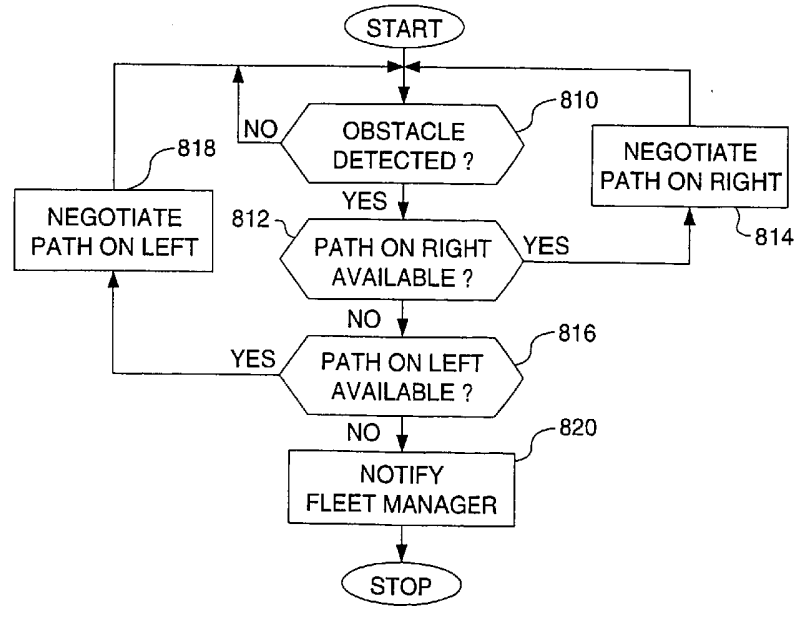 START
810
NO
OBSTACLE
DETECTED ?
818
NEGOTIATE
PATH ON RIGHT
YES
NEGOTIATE
PATH ON LEFT
812
814
PATH ON RIGHT
AVAILABLE ?
YES
NO
816
YES
PATH ON LEFT
AVAILABLE ?
NO
820
NOTIFY
FLEET MANAGER
STOP